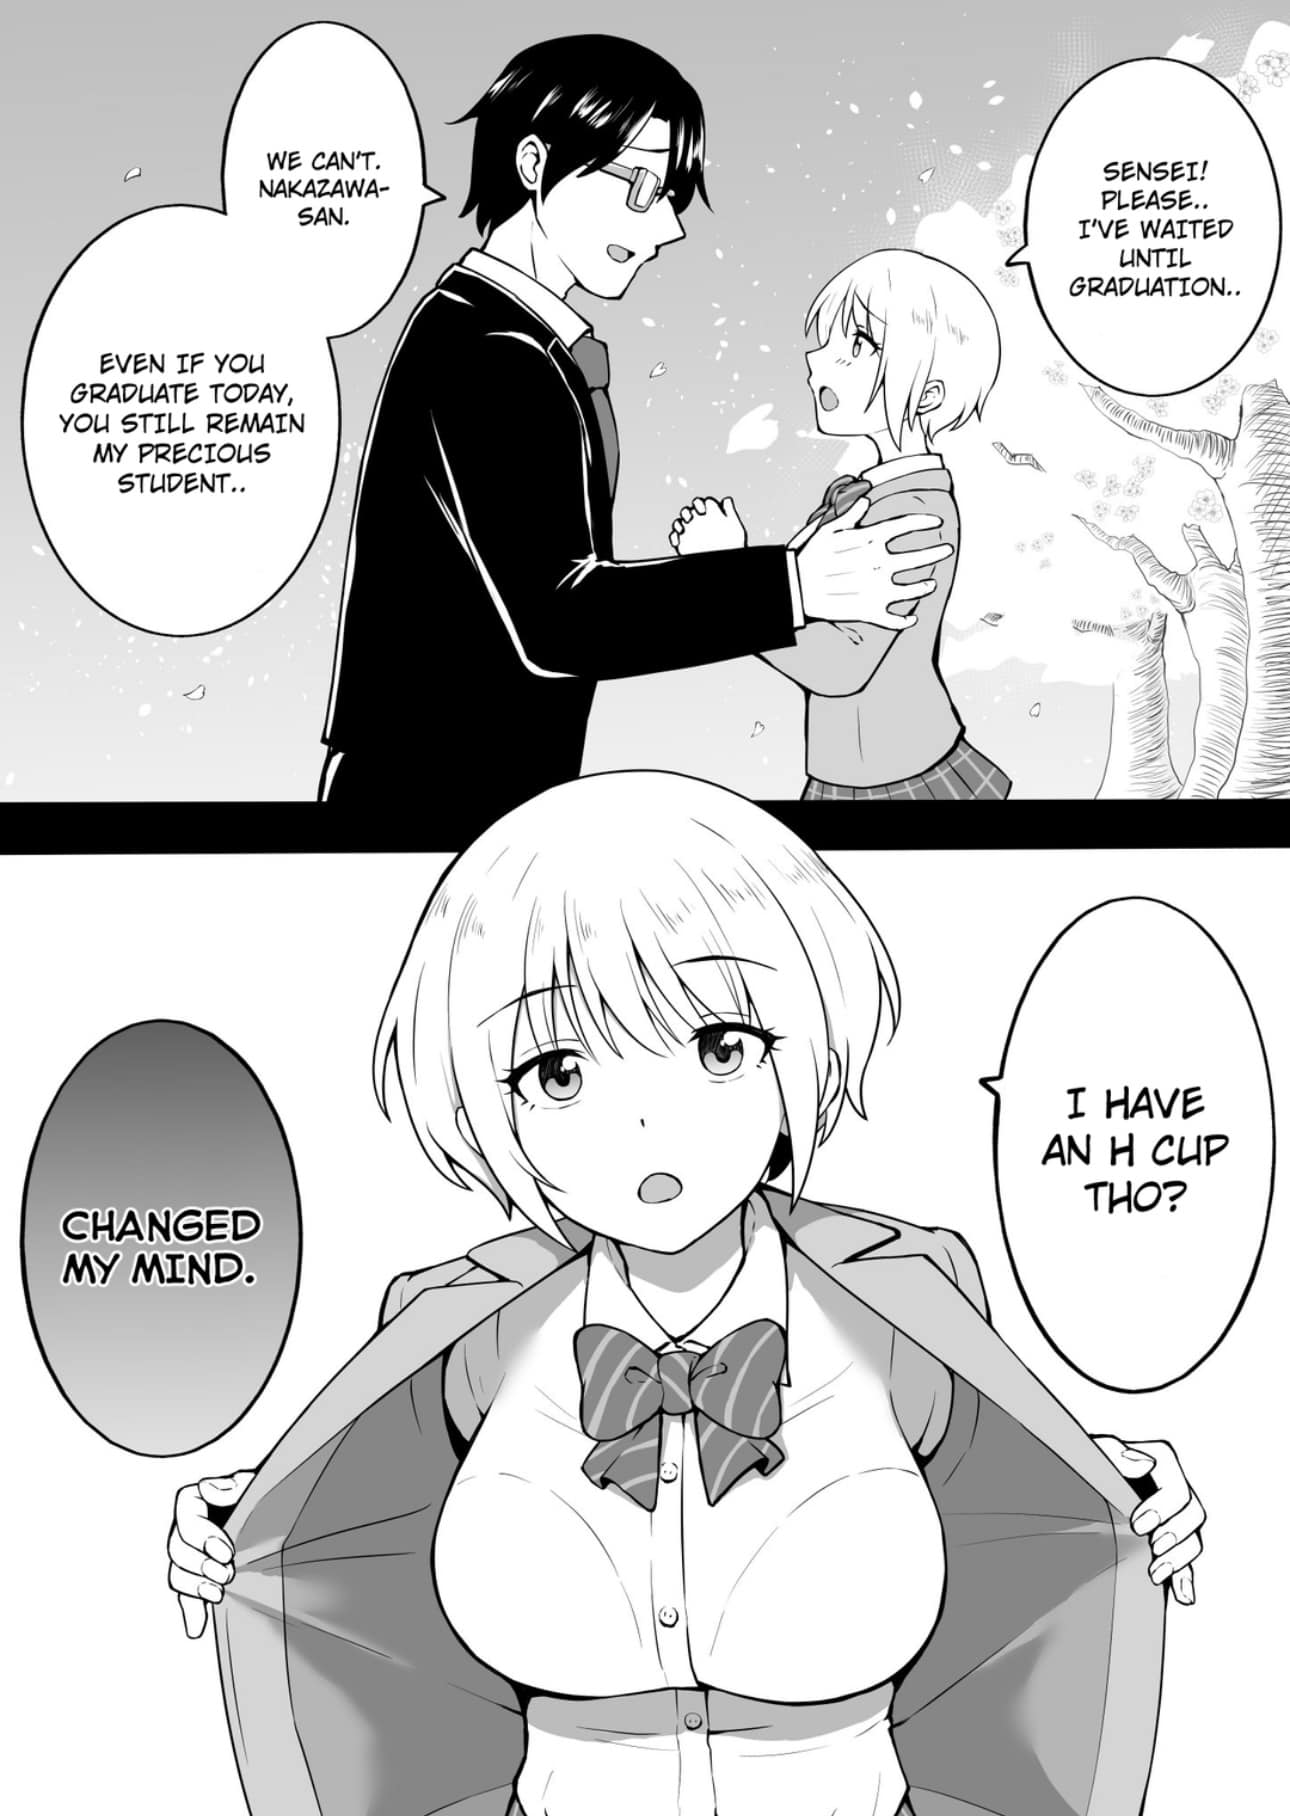 SENSEI!
PLEASE..
I'VE WAITED
UNTIL
GRADUATION..
WE CAN'T.
NAKAZAWA-
SAN.
EVEN IF YOU
GRADUATE TODAY,
YOU STILL REMAIN
MY PRECIOUS
STUDENT..
I HAVE
AN H CUP
THO?
CHANGED
MY MIND.